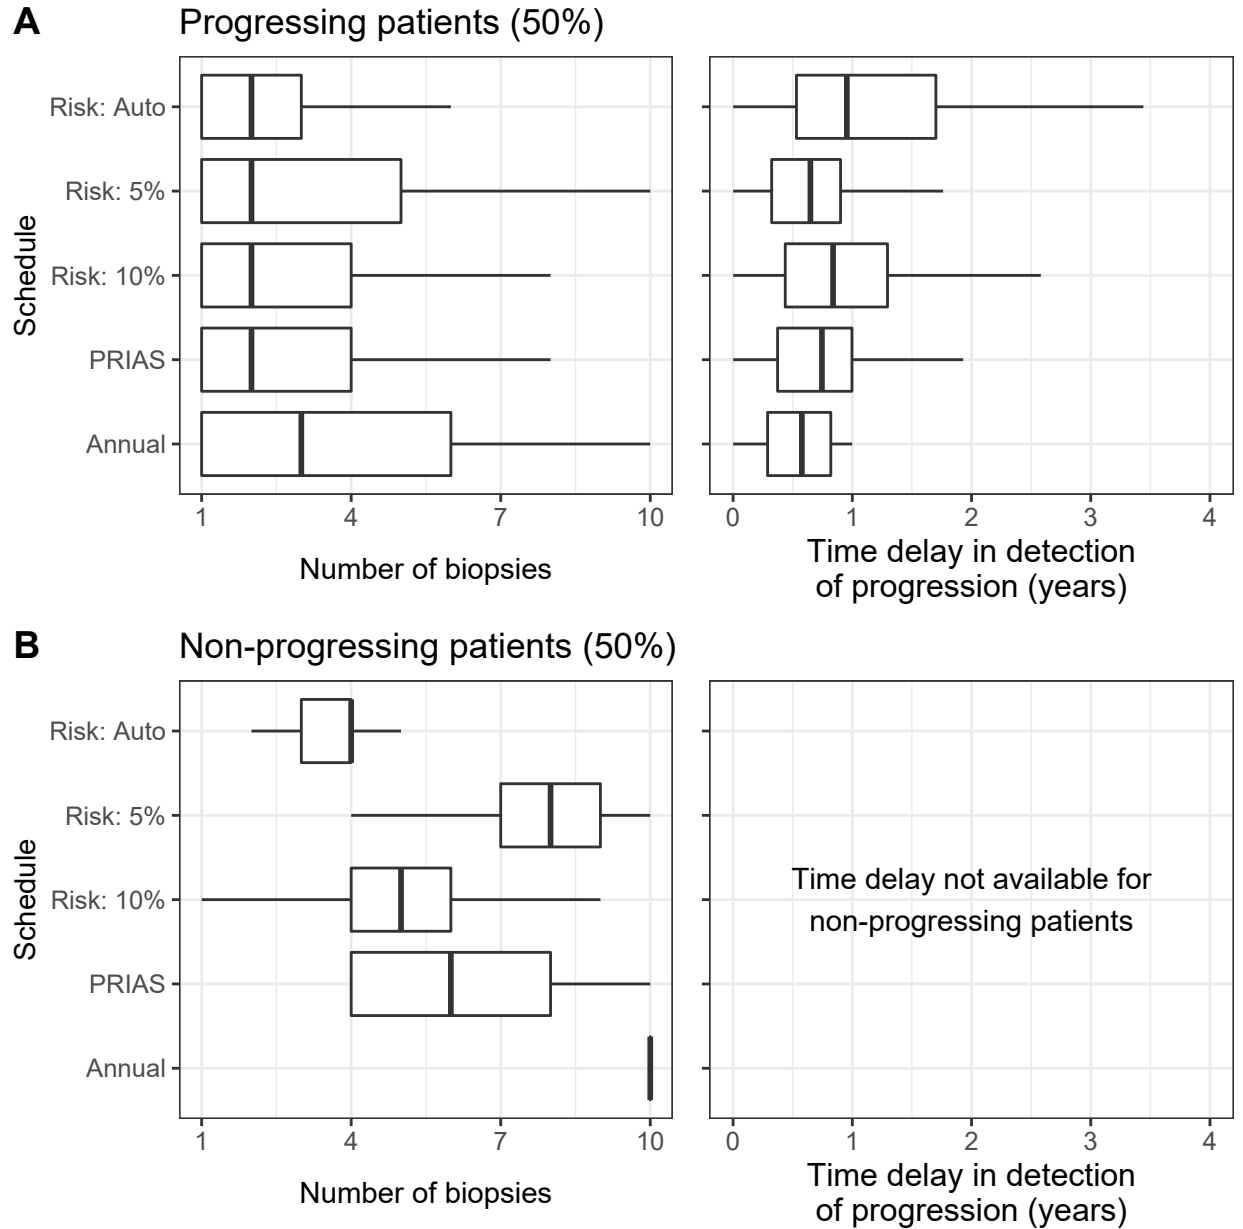 A
Progressing patients (50%)
Schedule
Risk: Auto
Risk: 5%
Risk: 10%
PRIAS
Annual
1 4 7 10
Number of biopsies
0 1 2 3 4
Time delay in detection
of progression (years)
B
Non-progressing patients (50%)
Schedule
Risk: Auto
Risk: 5%
Risk: 10%
PRIAS
Annual
1 4 7 10
Number of biopsies
Time delay not available for
non-progressing patients
0 1 2 3 4
Time delay in detection
of progression (years)